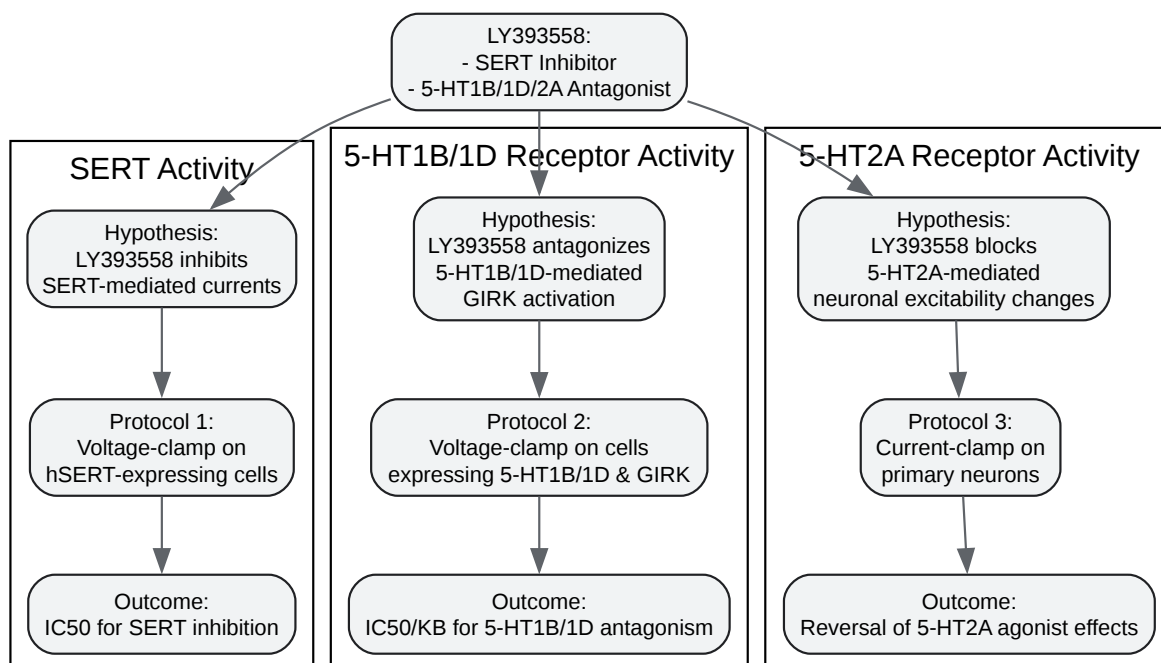 LY393558:
- SERT Inhibitor
- 5-HT1B/1D/2A Antagonist
SERT Activity
Hypothesis:
LY393558 inhibits
SERT-mediated currents
Protocol 1:
Voltage-clamp on
hSERT-expressing cells
Outcome:
IC50 for SERT inhibition
5-HT1B/1D Receptor Activity
Hypothesis:
LY393558 antagonizes
5-HT1B/1D-mediated
GIRK activation
Protocol 2:
Voltage-clamp on cells
expressing 5-HT1B/1D & GIRK
Outcome:
IC50/KB for 5-HT1B/1D antagonism
5-HT2A Receptor Activity
Hypothesis:
LY393558 blocks
5-HT2A-mediated
neuronal excitability changes
Protocol 3:
Current-clamp on
primary neurons
Outcome:
Reversal of 5-HT2A agonist effects